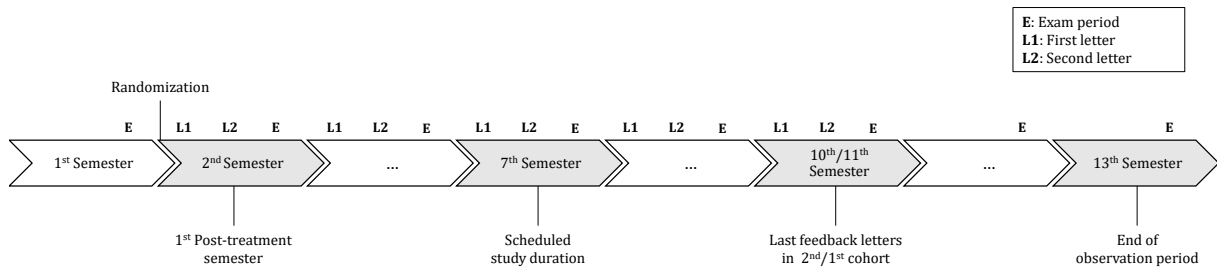 E: Exam period
L1: First letter
L2: Second letter
Randomization
E L1 L2 E L1 L2 E L1 L2 E L1 L2 E L1 L2 E E E
1st Semester
2nd Semester
...
7th Semester
...
10th/11th
Semester
...
13th Semester
1st Post-treatment
semester
Scheduled
study duration
Last feedback letters
in 2nd/1st cohort
End of
observation period